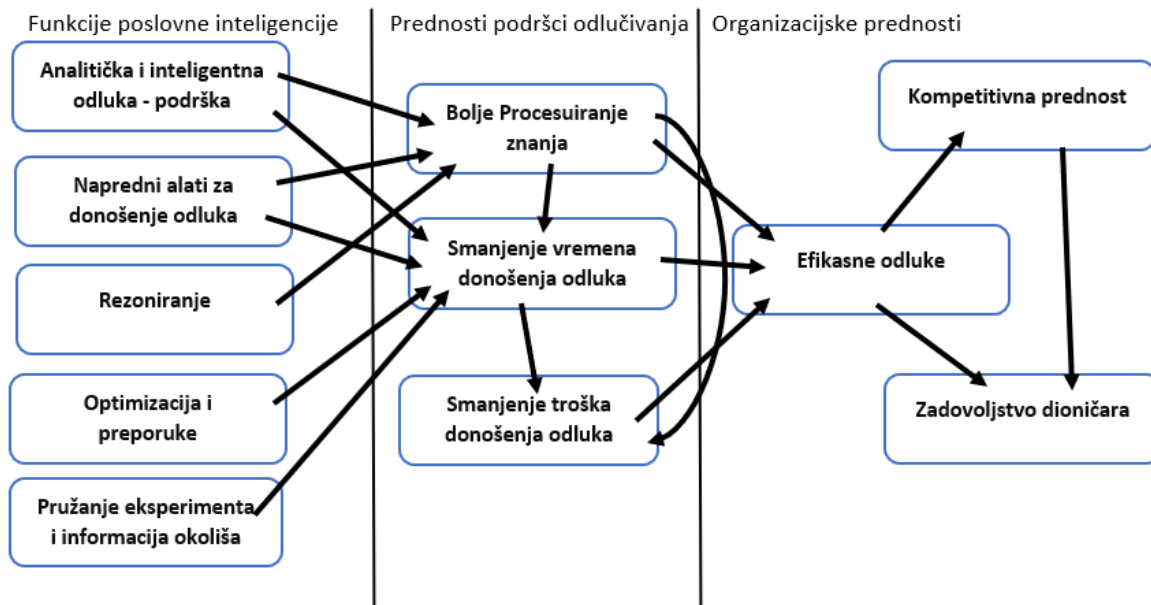 Funkcije poslovne inteligencije
Prednosti podršci odlučivanja
Organizacijske prednosti
Analitička i inteligentna
odluka - podrška
Napredni alati za
donošenje odluka
Rezoniranje
Optimizacija i
preporuke
Pružanje eksperimenta
i informacija okoliša
Bolje Procesuiranje
znanja
Smanjenje vremena
donošenja odluka
Smanjenje troška
donošenja odluka
Efikasne odluke
Kompetitivna prednost
Zadovoljstvo dioničara